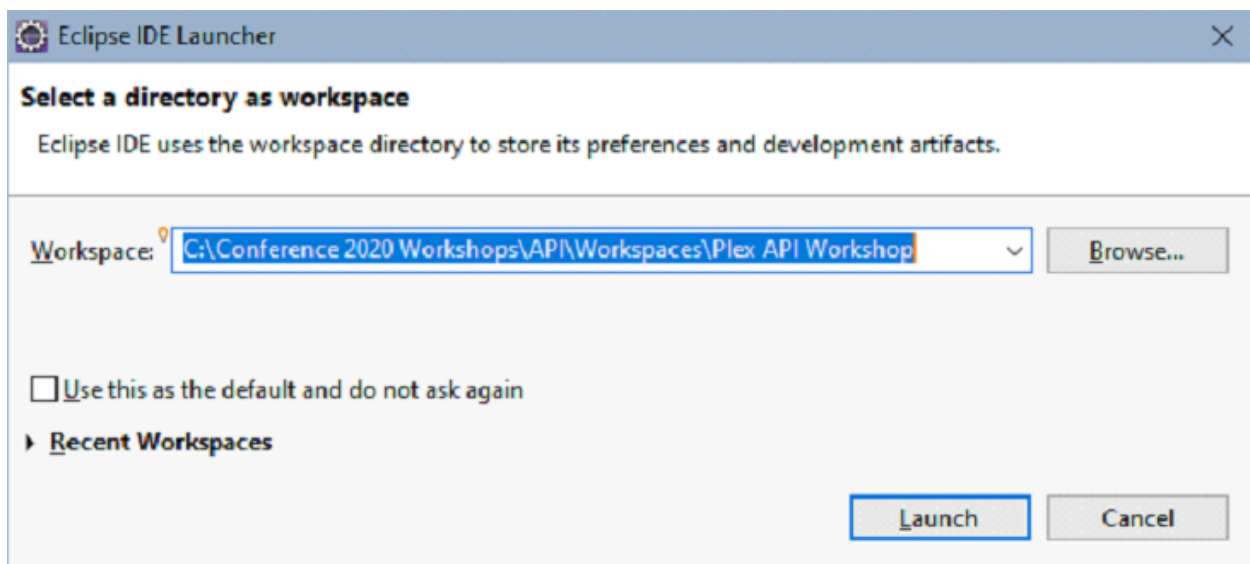 Eclipse IDE Launcher
Select a directory as workspace
Eclipse IDE uses the workspace directory to store its preferences and development artifacts.
Workspace: C:\Conference 2020 Workshops\API\Workspaces\Plex API Workshop Browse...
Use this as the default and do not ask again
Recent Workspaces
Launch Cancel